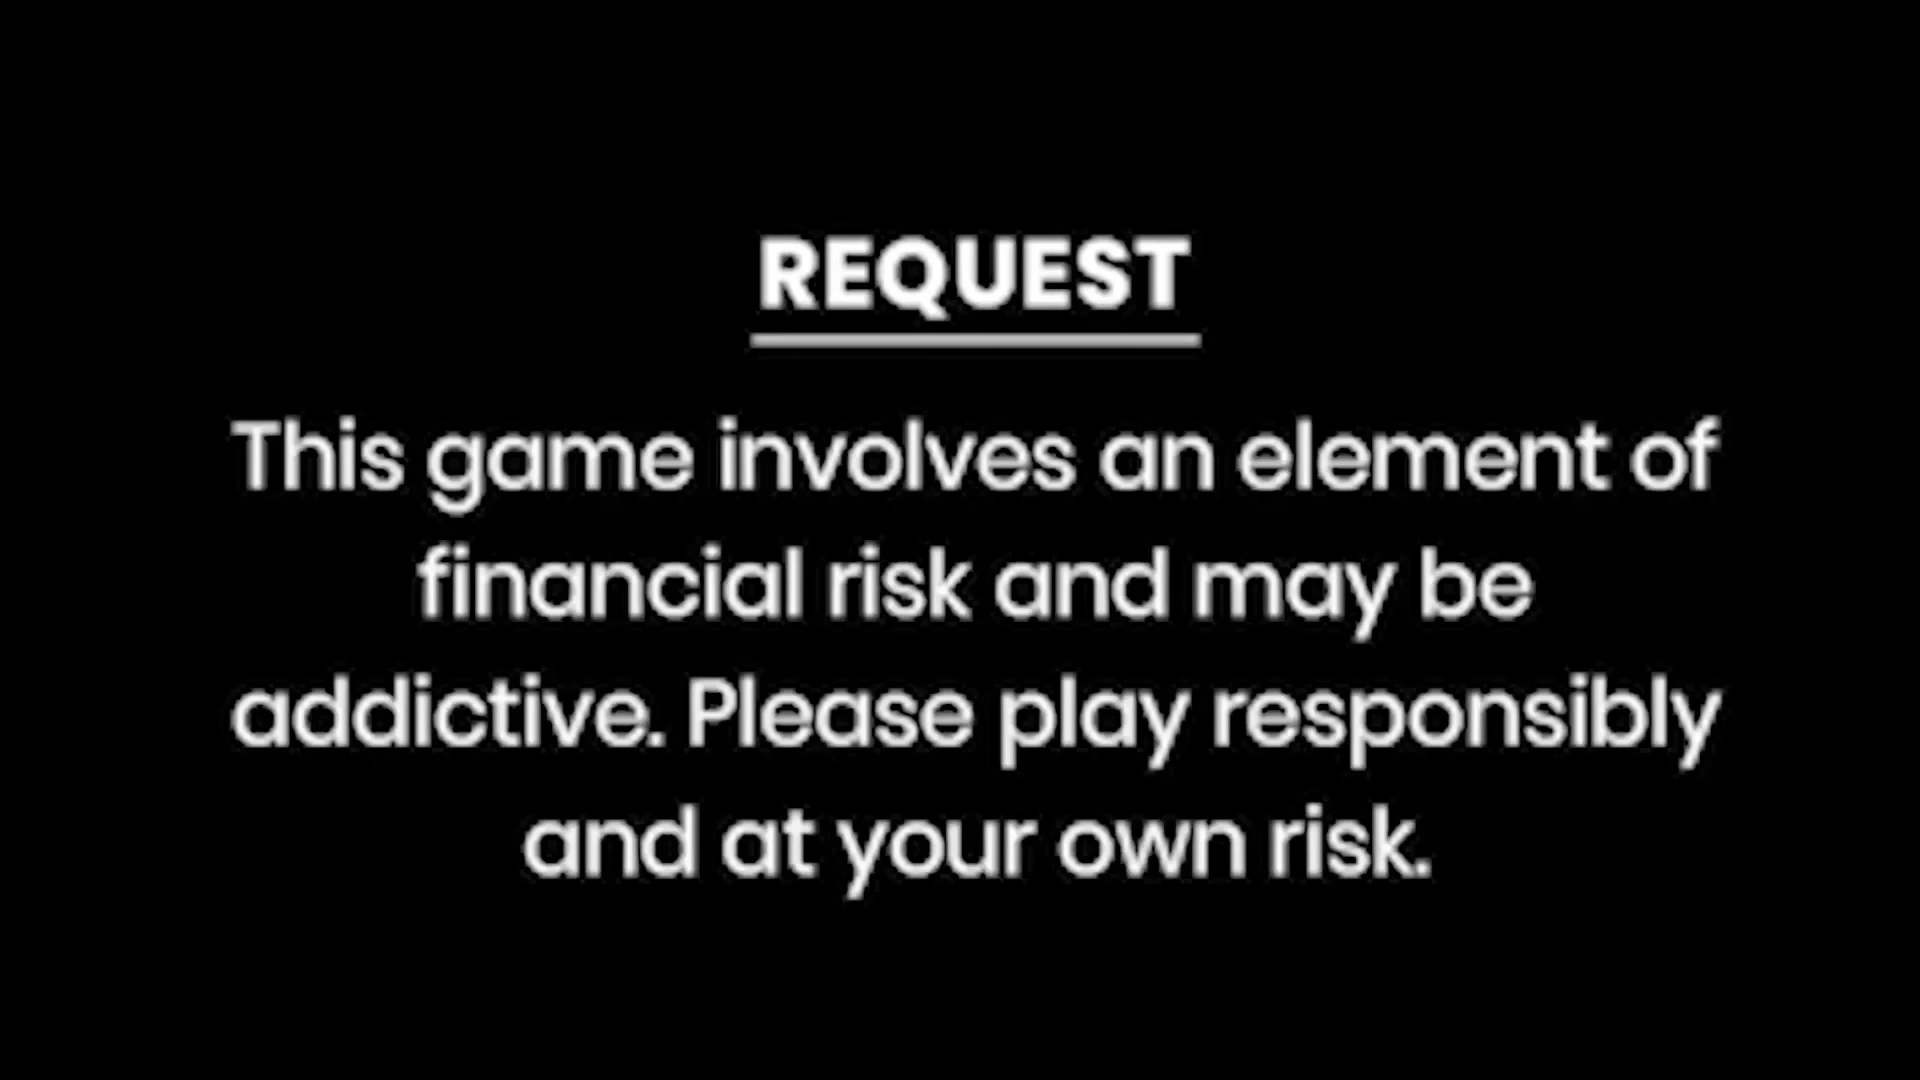 REQUEST
This game involves an element of
financial risk and may be
addictive. Please play responsibly
and at your own risk.